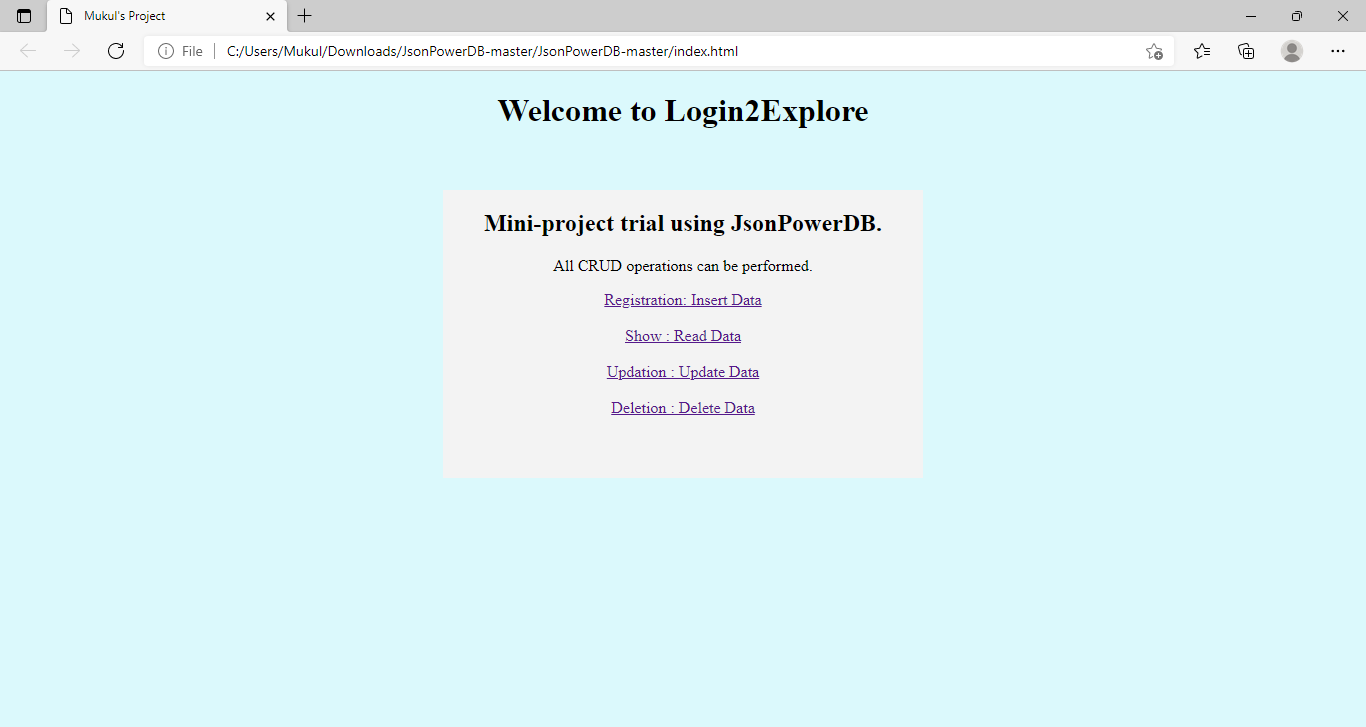 Mukul's Project
File
C:/Users/Mukul/Downloads/JsonPowerDB-master/JsonPowerDB-master/index.html
Welcome to Login2Explore
Mini-project trial using JsonPowerDB.
All CRUD operations can be performed.
Registration: Insert Data
Show : Read Data
Updation : Update Data
Deletion : Delete Data